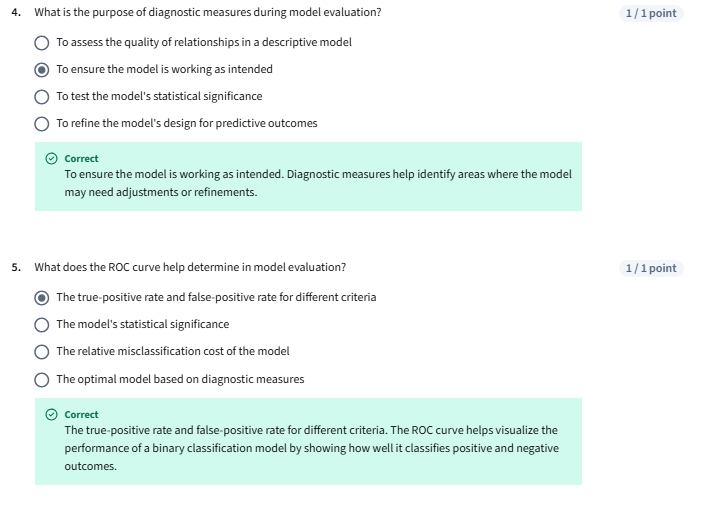 4. What is the purpose of diagnostic measures during model evaluation? 1 / 1 point
To assess the quality of relationships in a descriptive model
To ensure the model is working as intended
To test the model's statistical significance
To refine the model's design for predictive outcomes
Correct
To ensure the model is working as intended. Diagnostic measures help identify areas where the model
may need adjustments or refinements.
5. What does the ROC curve help determine in model evaluation? 1 / 1 point
The true-positive rate and false-positive rate for different criteria
The model's statistical significance
The relative misclassification cost of the model
The optimal model based on diagnostic measures
Correct
The true-positive rate and false-positive rate for different criteria. The ROC curve helps visualize the
performance of a binary classification model by showing how well it classifies positive and negative
outcomes.